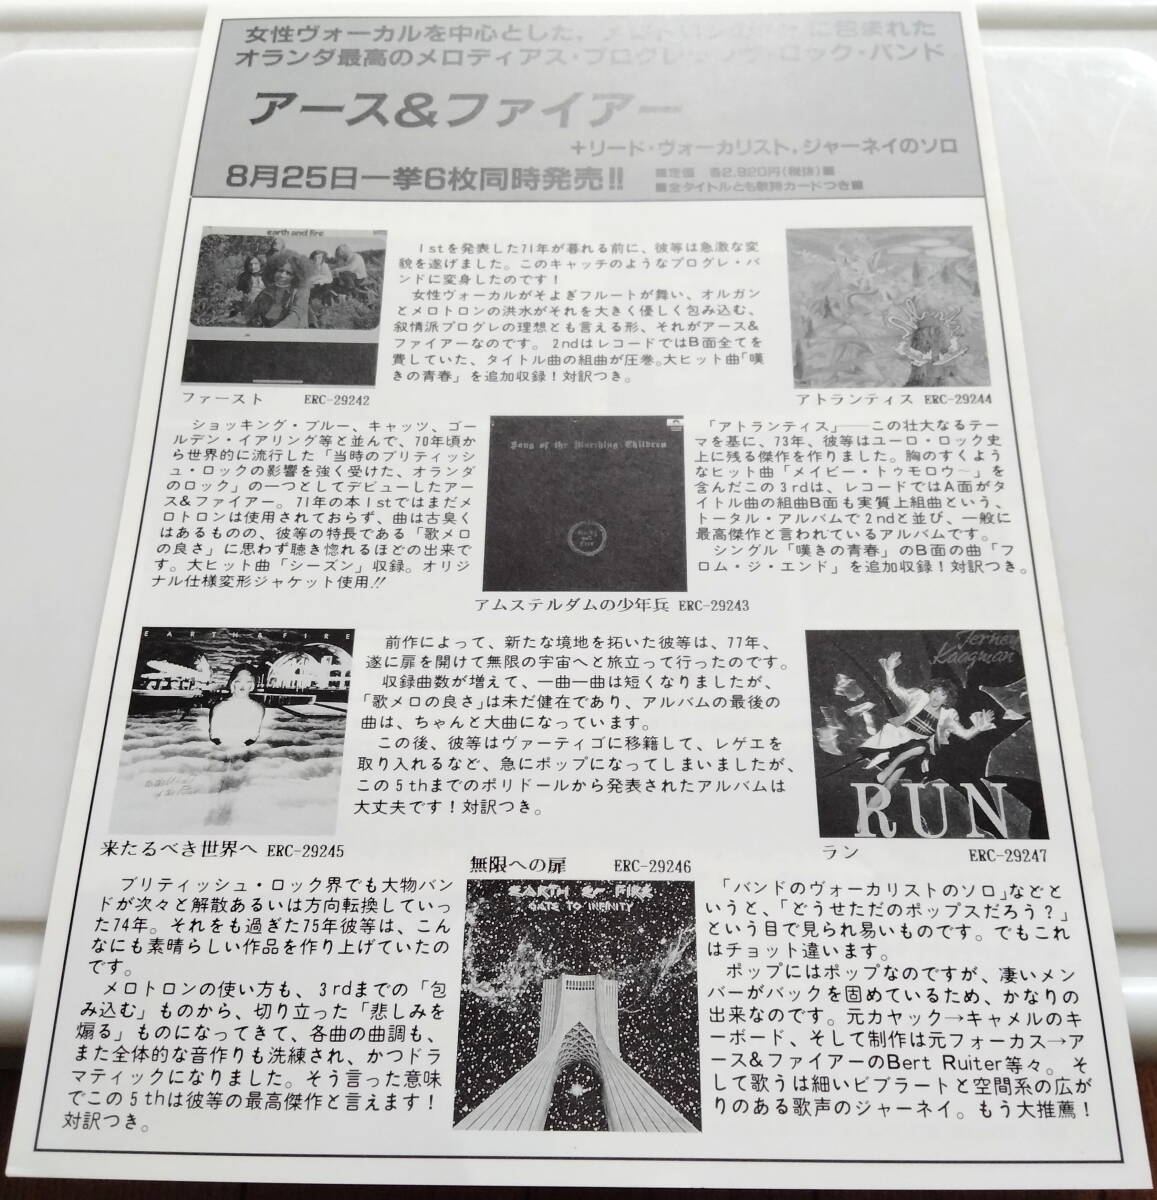 女性ヴォーカルを中心とした，メロトロンの に包まれた
オランダ最高のメロディアス・プログレッシヴ・ロック・バンド
アース&ファイアー
+リード・ヴォーカリスト，ジャーネイのソロ
8月25日一挙6枚同時発売!!
■定価 各2,920円(税抜)■
■全タイトルとも歌詞カードつき■
earth and fire
ファースト ERC-29242
1stを発表した71年が暮れる前に、彼等は急激な変
貌を遂げました。このキャッチのようなプログレ・バ
ンドに変身したのです！
女性ヴォーカルがそよぎフルートが舞い、オルガン
とメロトロンの洪水がそれを大きく優しく包み込む、
叙情派プログレの理想とも言える形、それがアース&
ファイアーなのです。2ndはレコードではB面全てを
費していた、タイトル曲の組曲が圧巻。大ヒット曲「嘆
きの青春」を追加収録！対訳つき。
アトランティス ERC-29244
ショッキング・ブルー、キャッツ、ゴー
ルデン・イアリング等と並んで、70年頃か
ら世界的に流行した「当時のブリティッシ
ュ・ロックの影響を強く受けた、オランダ
のロック」の一つとしてデビューしたアー
ス&ファイアー。71年の本1stではまだメ
ロトロンは使用されておらず、曲は古臭く
はあるものの、彼等の特長である「歌メロ
の良さ」に思わず聴き惚れるほどの出来で
す。大ヒット曲「シーズン」収録。オリジ
ナル仕様変形ジャケット使用!!
Song of the Marching Children
アムステルダムの少年兵 ERC-29243
「アトランティス」――この壮大なるテー
マを基に、73年、彼等はユーロ・ロック史
上に残る傑作を作りました。胸のすくよう
なヒット曲「メイビー・トゥモロウ～」を
含んだこの3rdは、レコードではA面がタ
イトル曲の組曲B面も実質上組曲という、
トータル・アルバムで2ndと並び、一般に
最高傑作と言われているアルバムです。
シングル「嘆きの青春」のB面の曲「フ
ロム・ジ・エンド」を追加収録！対訳つき。
EARTH & FIRE
来たるべき世界へ ERC-29245
前作によって、新たな境地を拓いた彼等は、77年、
遂に扉を開けて無限の宇宙へと旅立って行ったのです。
収録曲数が増えて、一曲一曲は短くなりましたが、
「歌メロの良さ」は未だ健在であり、アルバムの最後の
曲は、ちゃんと大曲になっています。
この後、彼等はヴァーティゴに移籍して、レゲエを
取り入れるなど、急にポップになってしまいましたが、
この5thまでのポリドールから発表されたアルバムは
大丈夫です！対訳つき。
Jerney
Kaagman
RUN
ラン ERC-29247
無限への扉 ERC-29246
EARTH & FIRE
GATE TO INFINITY
ブリティッシュ・ロック界でも大物バン
ドが次々と解散あるいは方向転換していっ
た74年。それをも過ぎた75年彼等は、こん
なにも素晴らしい作品を作り上げていたの
です。
メロトロンの使い方も、3rdまでの「包
み込む」ものから、切り立った「悲しみを
煽る」ものになってきて、各曲の曲調も、
また全体的な音作りも洗練され、かつドラ
マティックになりました。そう言った意味
でこの5thは彼等の最高傑作と言えます！
対訳つき。
「バンドのヴォーカリストのソロ」などと
いうと、「どうせただのポップスだろう？」
という目で見られ易いものです。でもこれ
はチョット違います。
ポップにはポップなのですが、凄いメン
バーがバックを固めているため、かなりの
出来なのです。元カヤック→キャメルのキ
ーボード、そして制作は元フォーカス→ア
ース&ファイアーのBert Ruiter等々。そ
して歌うは細いビブラートと空間系の広が
りのある歌声のジャーネイ。もう大推薦！